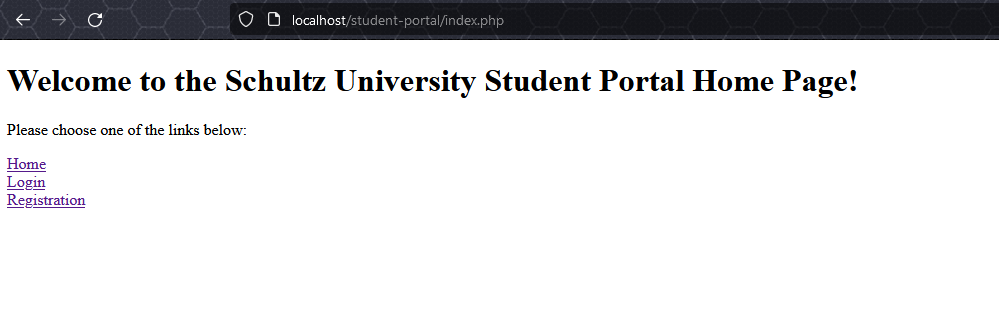 localhost/student-portal/index.php
Welcome to the Schultz University Student Portal Home Page!
Please choose one of the links below:
Home
Login
Registration